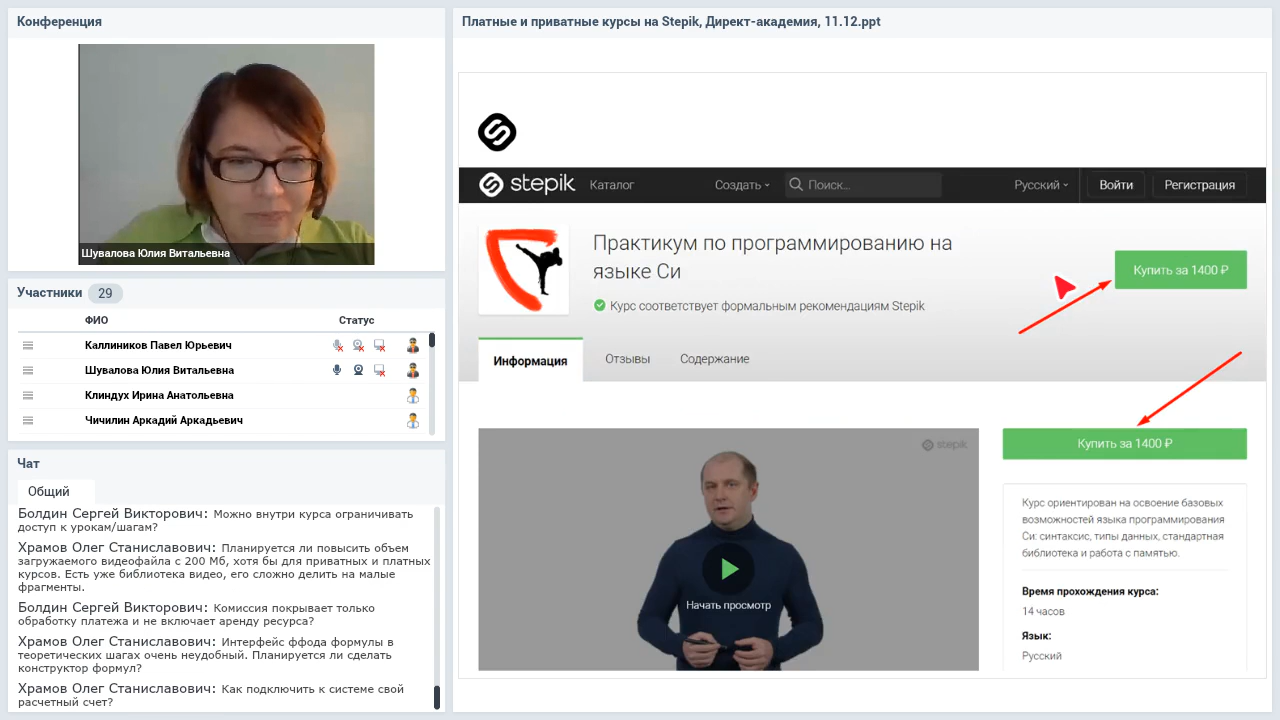 Конференция
Шувалова Юлия Витальевна
Участники 29
ФИО Статус
Каллиников Павел Юрьевич
Шувалова Юлия Витальевна
Клиндух Ирина Анатольевна
Чичилин Аркадий Аркадьевич
Чат
Общий
Болдин Сергей Викторович: Можно внутри курса ограничивать
доступ к урокам/шагам?
Храмов Олег Станиславович: Планируется ли повысить объем
загружаемого видеофайла с 200 Мб, хотя бы для приватных и платных
курсов. Есть уже библиотека видео, его сложно делить на малые
фрагменты.
Болдин Сергей Викторович: Комиссия покрывает только
обработку платежа и не включает аренду ресурса?
Храмов Олег Станиславович: Интерфейс ффода формулы в
теоретических шагах очень неудобный. Планируется ли сделать
конструктор формул?
Храмов Олег Станиславович: Как подключить к системе свой
расчетный счет?
Платные и приватные курсы на Stepik, Директ-академия, 11.12.ppt
stepik Каталог Создать Поиск... Русский Войти Регистрация
Практикум по программированию на
языке Си
Купить за 1400 ₽
Курс соответствует формальным рекомендациям Stepik
Информация Отзывы Содержание
stepik
Начать просмотр
Купить за 1400 ₽
Курс ориентирован на освоение базовых
возможностей языка программирования
Си: синтаксис, типы данных, стандартная
библиотека и работа с памятью.
Время прохождения курса:
14 часов
Язык:
Русский